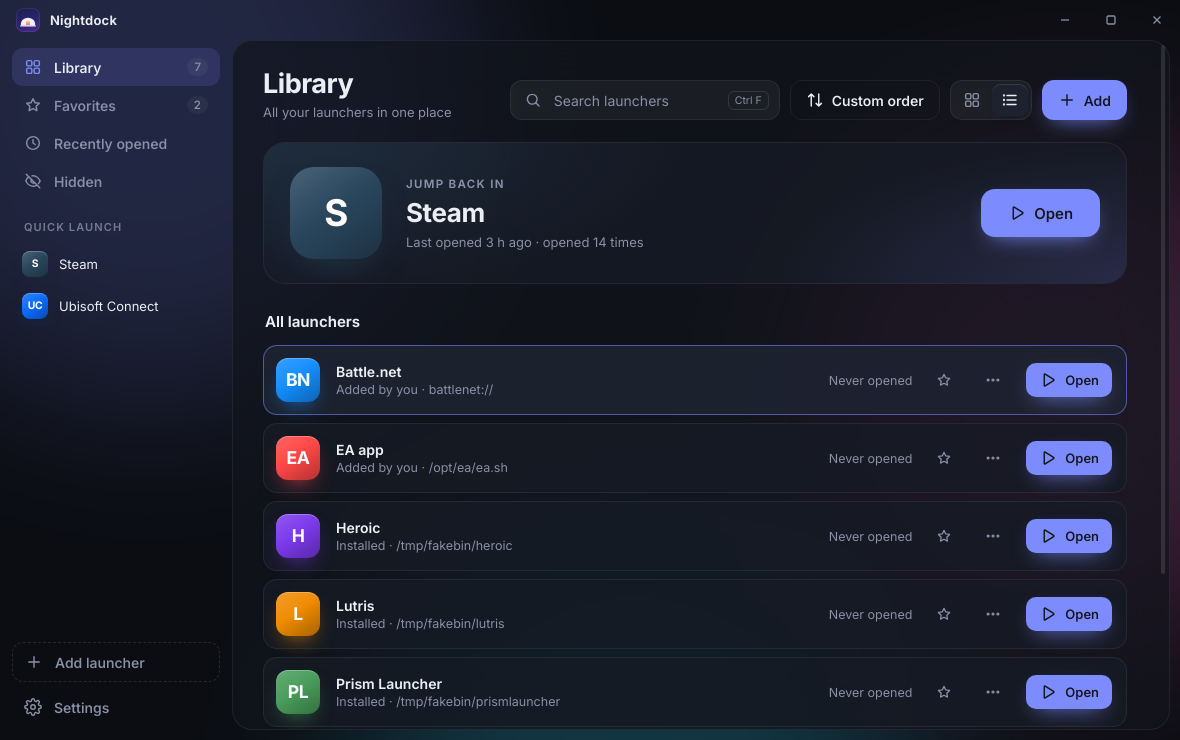 Nightdock
Library
7
Favorites
2
Recently opened
Hidden
QUICK LAUNCH
S
Steam
UC
Ubisoft Connect
Add launcher
Settings
Library
All your launchers in one place
Search launchers
Ctrl F
Custom order
Add
S
JUMP BACK IN
Steam
Last opened 3 h ago · opened 14 times
Open
All launchers
BN
Battle.net
Added by you · battlenet://
Never opened
Open
EA
EA app
Added by you · /opt/ea/ea.sh
Never opened
Open
H
Heroic
Installed · /tmp/fakebin/heroic
Never opened
Open
L
Lutris
Installed · /tmp/fakebin/lutris
Never opened
Open
PL
Prism Launcher
Installed · /tmp/fakebin/prismlauncher
Never opened
Open